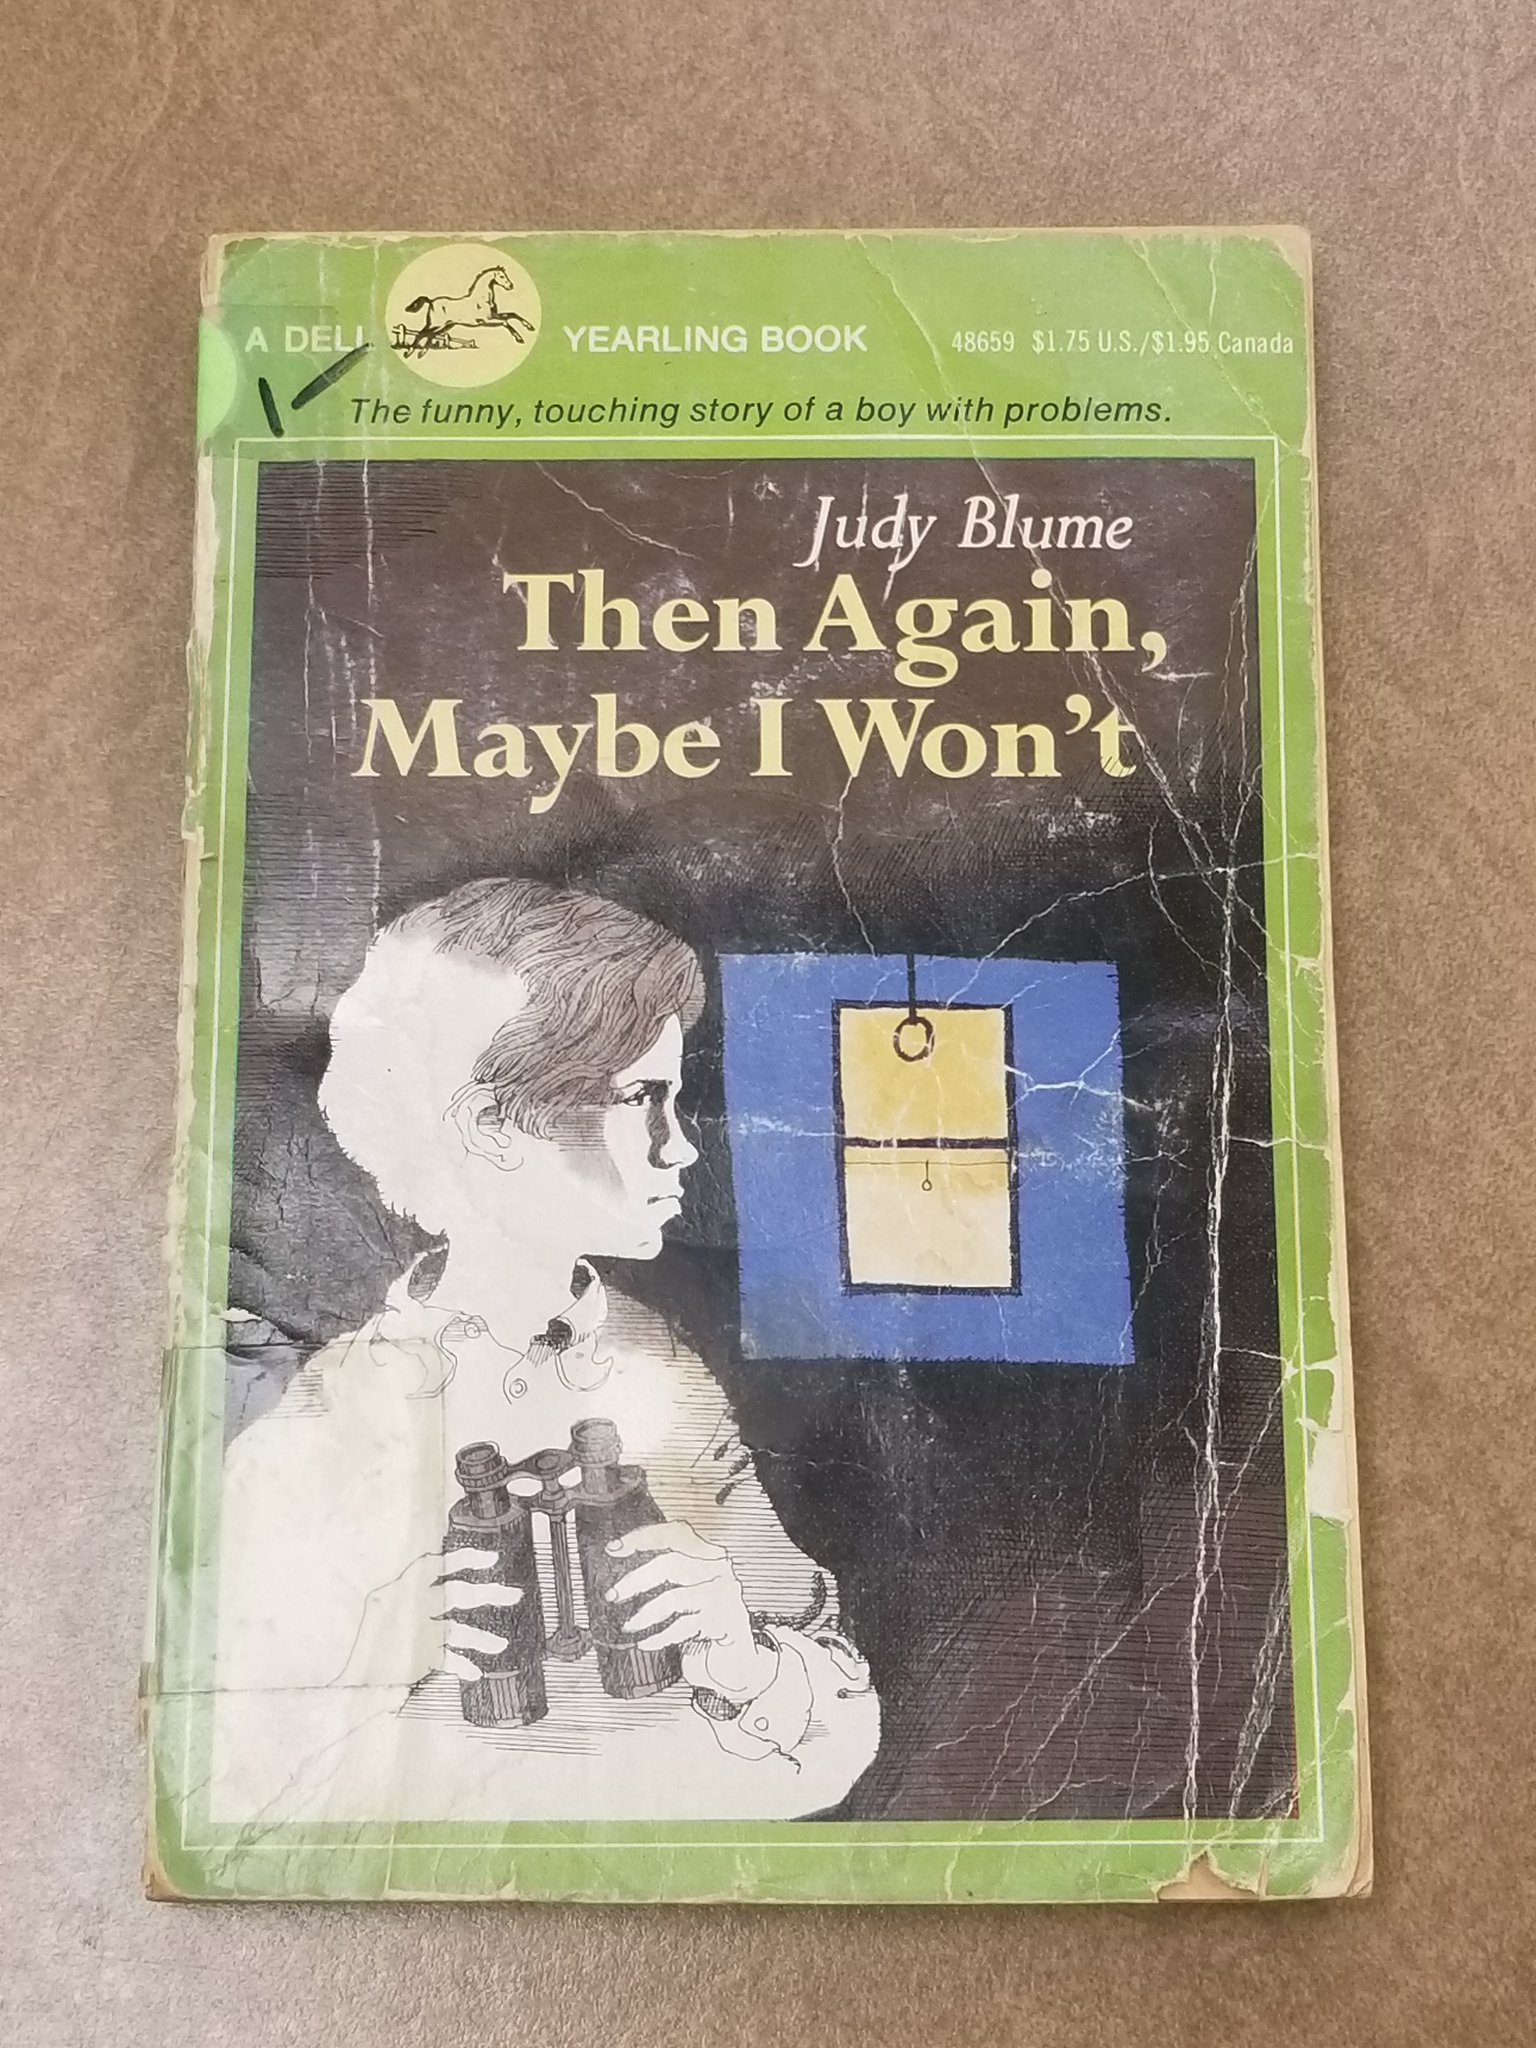 A DELL YEARLING BOOK 48659 $1.75 U.S./$1.95 Canada
The funny, touching story of a boy with problems.
Judy Blume
Then Again,
Maybe I Won't